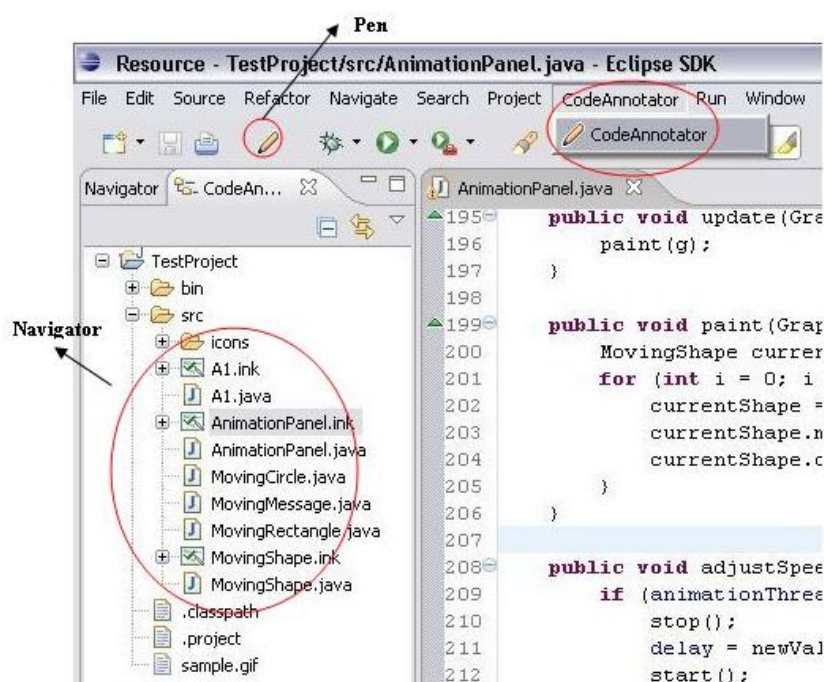 Pen
Resource - TestProject/src/AnimationPanel.java - Eclipse SDK
File Edit Source Refactor Navigate Search Project CodeAnnotator Run Window
CodeAnnotator
Navigator CodeAn...
AnimationPanel.java
TestProject
bin
src
icons
A1.ink
A1.java
AnimationPanel.ink
AnimationPanel.java
MovingCircle.java
MovingMessage.java
MovingRectangle.java
MovingShape.ink
MovingShape.java
.classpath
.project
sample.gif
Navigator
195 public void update(Gra
196 paint(g);
197 }
198
199 public void paint(Grap
200 MovingShape currer
201 for (int i = 0; i
202 currentShape =
203 currentShape.m
204 currentShape.d
205 }
206 }
207
208 public void adjustSpee
209 if (animationThrea
210 stop();
211 delay = newVal
212 start();